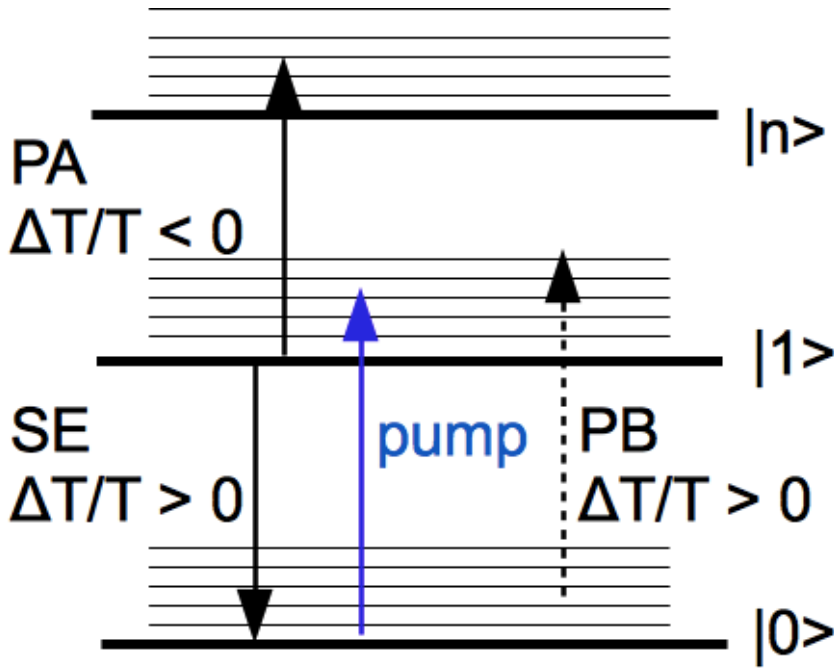 |n>
PA
ΔT/T < 0
|1>
SE
ΔT/T > 0
pump
PB
ΔT/T > 0
|0>